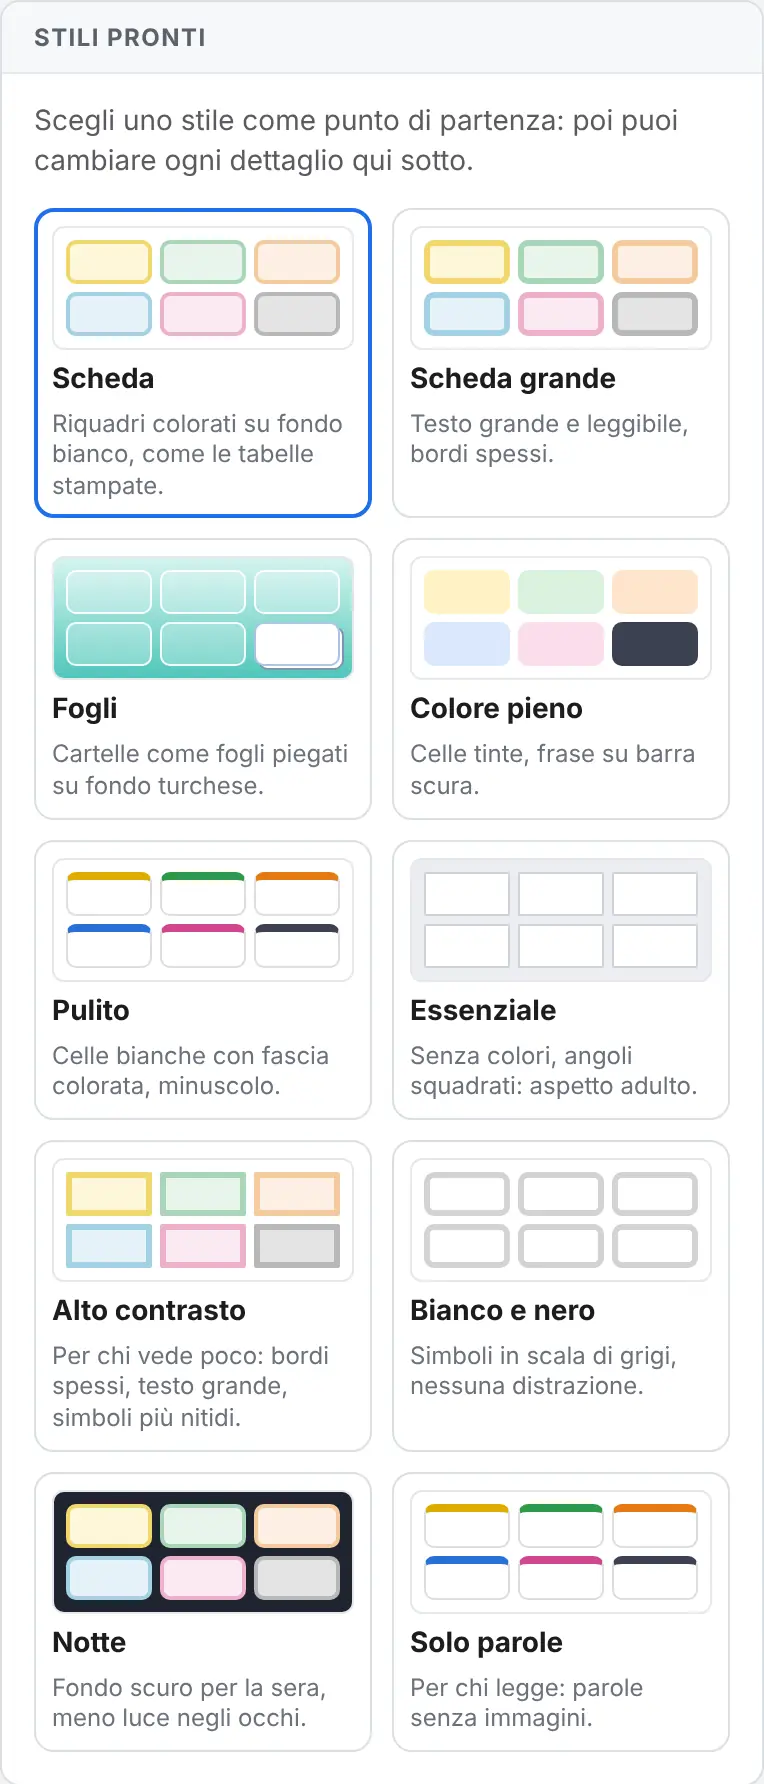 STILI PRONTI
Scegli uno stile come punto di partenza: poi puoi
cambiare ogni dettaglio qui sotto.
Scheda
Riquadri colorati su fondo
bianco, come le tabelle
stampate.
Scheda grande
Testo grande e leggibile,
bordi spessi.
Fogli
Cartelle come fogli piegati
su fondo turchese.
Colore pieno
Celle tinte, frase su barra
scura.
Pulito
Celle bianche con fascia
colorata, minuscolo.
Essenziale
Senza colori, angoli
squadrati: aspetto adulto.
Alto contrasto
Per chi vede poco: bordi
spessi, testo grande,
simboli più nitidi.
Bianco e nero
Simboli in scala di grigi,
nessuna distrazione.
Notte
Fondo scuro per la sera,
meno luce negli occhi.
Solo parole
Per chi legge: parole
senza immagini.